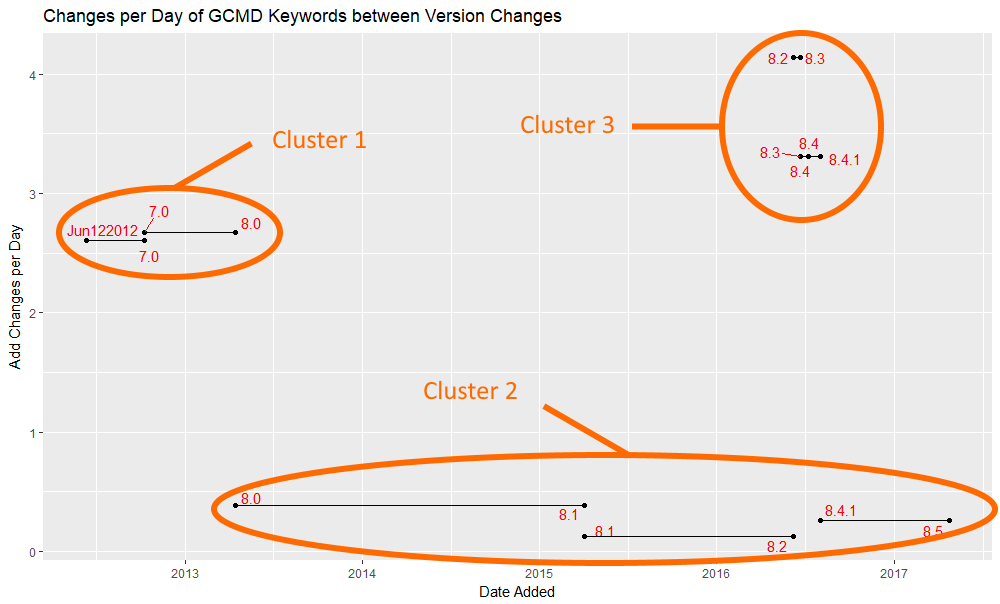 Changes per Day of GCMD Keywords between Version Changes
Add Changes per Day
4
3
2
1
0
8.2 8.3
Cluster 3
8.3 8.4
8.4 8.4.1
Cluster 1
7.0
Jun122012 8.0
7.0
Cluster 2
8.0
8.1
8.1
8.2
8.4.1
8.5
2013 2014 2015 2016 2017
Date Added